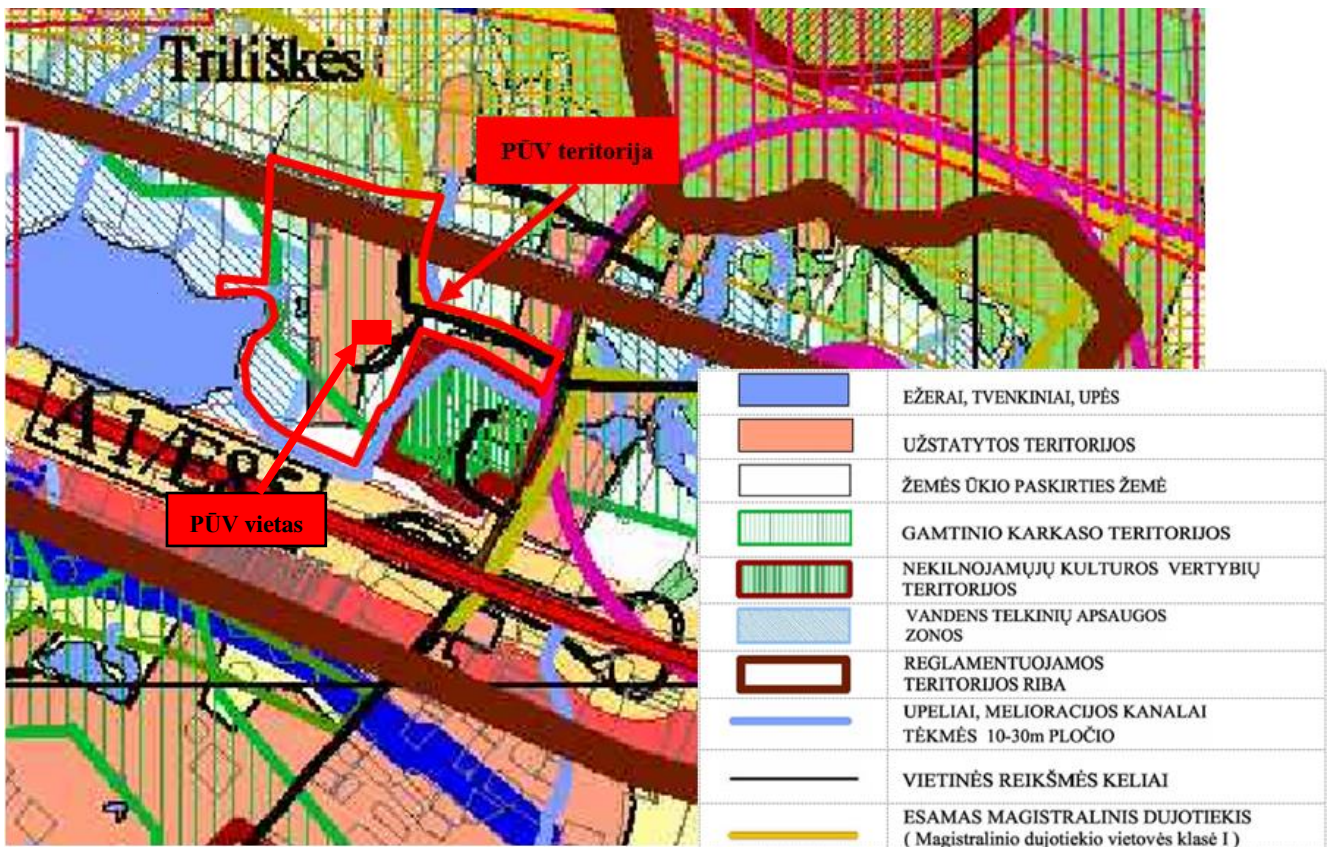 Triliškės
PŪV teritorija
PŪV vietas
EŽERAI, TVENKINIAI, UPĖS
UŽSTATYTOS TERITORIJOS
ŽEMĖS ŪKIO PASKIRTIES ŽEMĖ
GAMTINIO KARKASO TERITORIJOS
NEKILNOJAMŲJŲ KULTUROS VERTYBIŲ
TERITORIJOS
VANDENS TELKINIŲ APSAUGOS
ZONOS
REGLAMENTUOJAMOS
TERITORIJOS RIBA
UPELIAI, MELIORACIJOS KANALAI
TĖKMĖS 10-30m PLOČIO
VIETINĖS REIKŠMĖS KELIAI
ESAMAS MAGISTRALINIS DUJOTIEKIS
( Magistralinio dujotiekio vietovės klasė I )